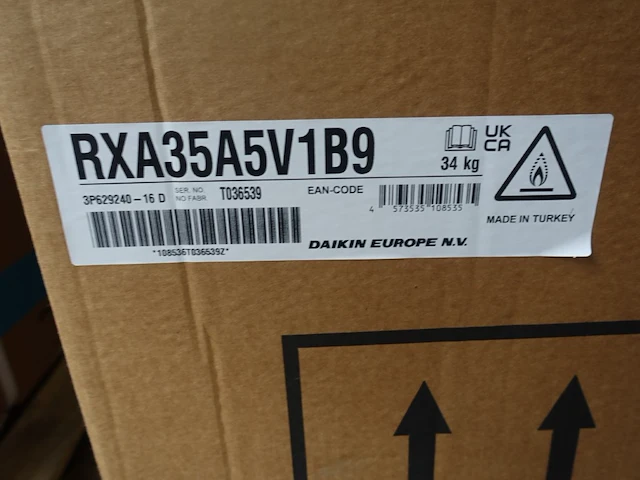 RXA35A5V1B9
34 kg
UK
CA
3P629240-16 D
SER. NO.
NO FABR.
T036539
EAN-CODE
4 573535 108535
*108536T036539Z*
DAIKIN EUROPE N.V.
MADE IN TURKEY